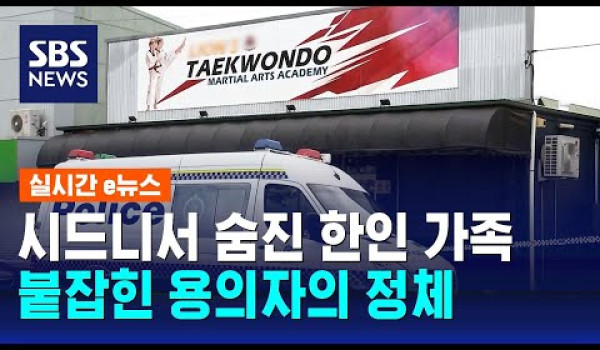 SBS
NEWS
TAEKWONDO
MARTIAL ARTS ACADEMY
Police
실시간 e뉴스
시드니서 숨진 한인 가족
붙잡힌 용의자의 정체